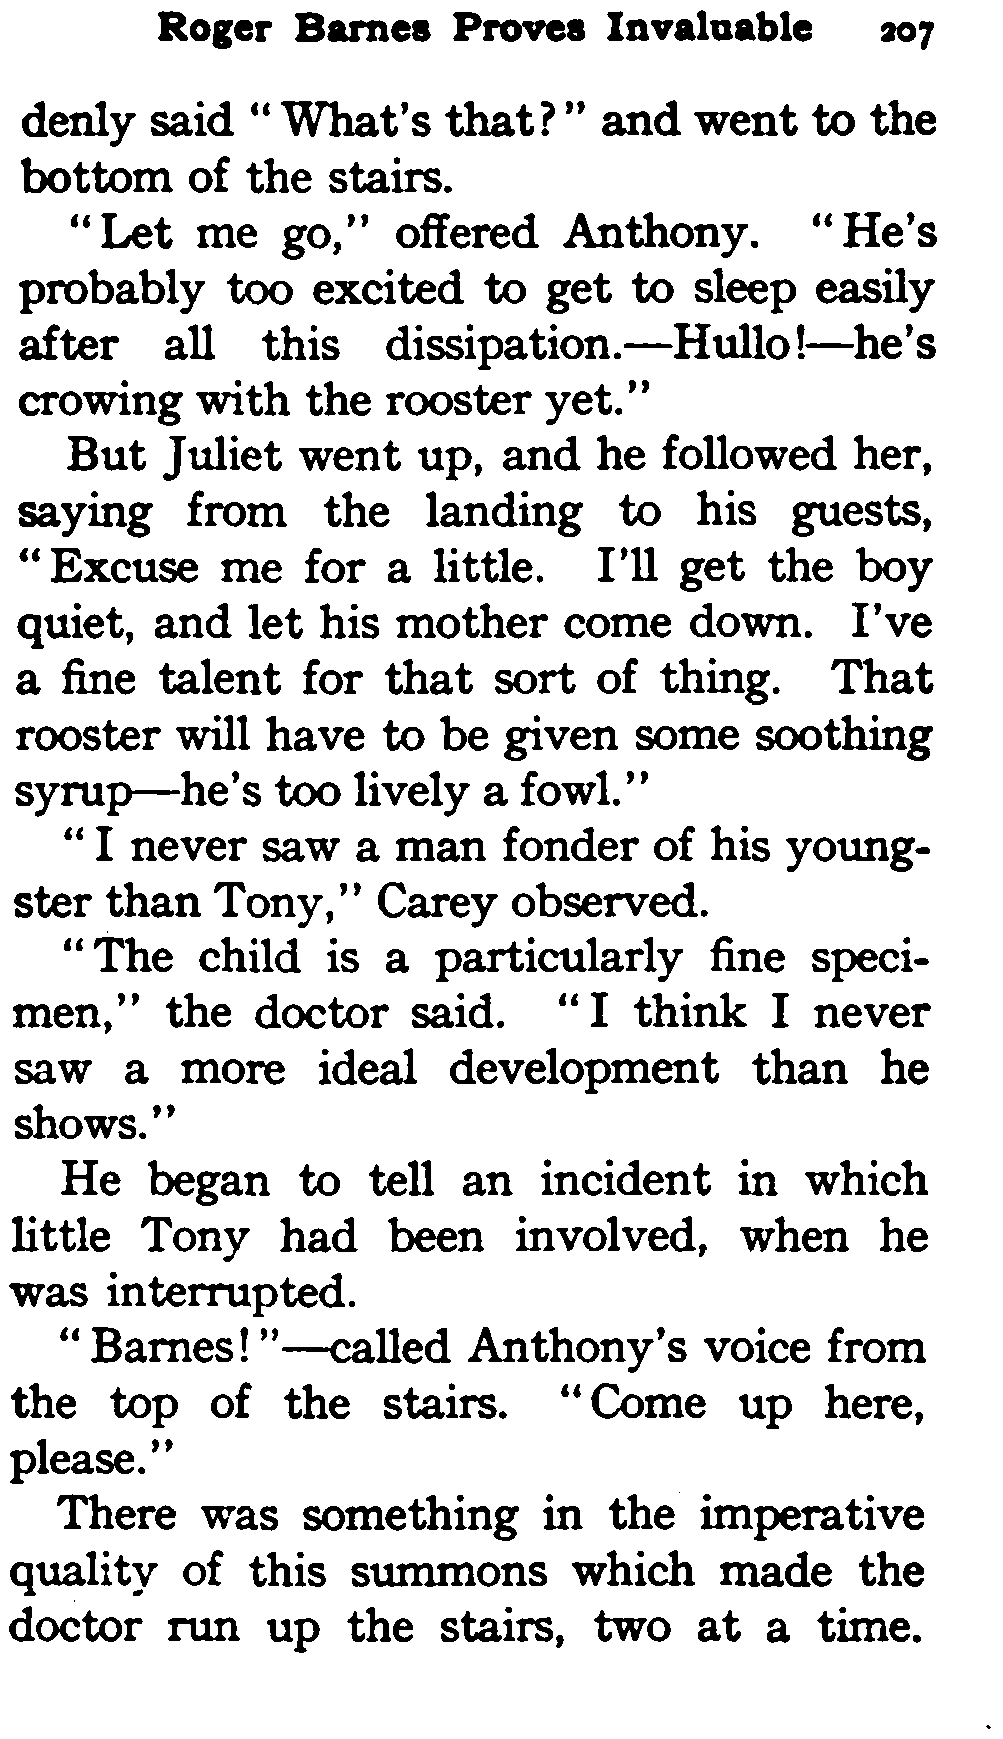 Roger Barnes Proves Invaluable 207
denly said "What's that?" and went to the
bottom of the stairs.
"Let me go," offered Anthony. "He's
probably too excited to get to sleep easily
after all this dissipation.—Hullo!—he's
crowing with the rooster yet."
But Juliet went up, and he followed her,
saying from the landing to his guests,
"Excuse me for a little. I'll get the boy
quiet, and let his mother come down. I've
a fine talent for that sort of thing. That
rooster will have to be given some soothing
syrup—he's too lively a fowl."
"I never saw a man fonder of his young-
ster than Tony," Carey observed.
"The child is a particularly fine speci-
men," the doctor said. "I think I never
saw a more ideal development than he
shows."
He began to tell an incident in which
little Tony had been involved, when he
was interrupted.
"Barnes!"—called Anthony's voice from
the top of the stairs. "Come up here,
please."
There was something in the imperative
quality of this summons which made the
doctor run up the stairs, two at a time.